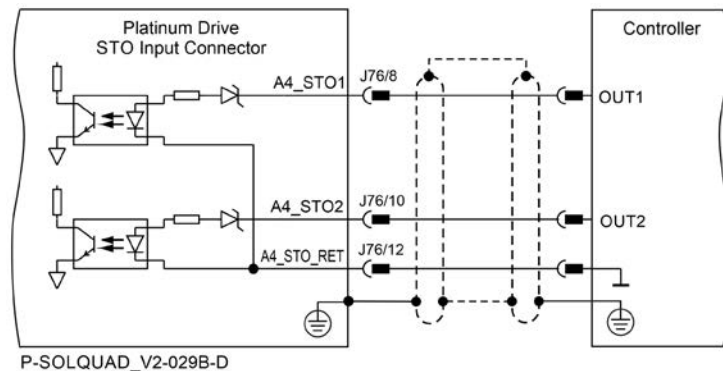 Platinum Drive
STO Input Connector
Controller
A4_STO1
J76/8
OUT1
A4_STO2
J76/10
OUT2
A4_STO_RET
J76/12
P-SOLQUAD_V2-029B-D